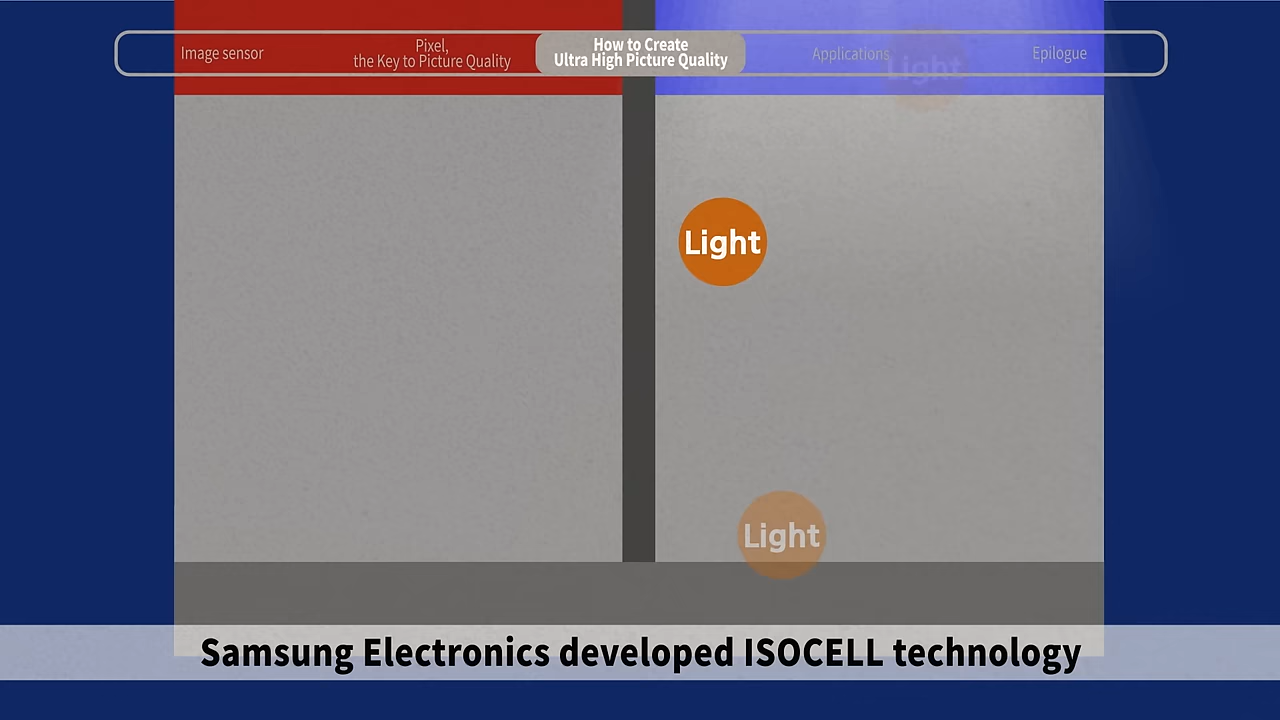 Image sensor
Pixel,
the Key to Picture Quality
How to Create
Ultra High Picture Quality
Applications
Epilogue
Light
Light
Light
Samsung Electronics developed ISOCELL technology